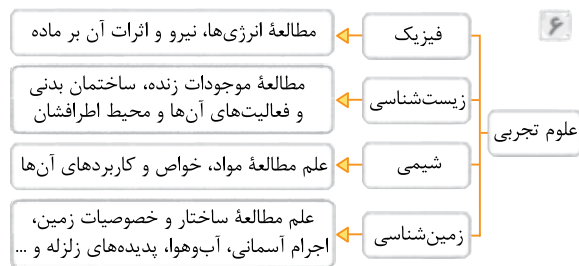 ۶
علوم تجربی
فیزیک
مطالعهٔ انرژی‌ها، نیرو و اثرات آن بر ماده
زیست‌شناسی
مطالعهٔ موجودات زنده، ساختمان بدنی
و فعالیت‌های آن‌ها و محیط اطرافشان
شیمی
علم مطالعهٔ مواد، خواص و کاربردهای آن‌ها
زمین‌شناسی
علم مطالعهٔ ساختار و خصوصیات زمین،
اجرام آسمانی، آب‌وهوا، پدیده‌های زلزله و ...